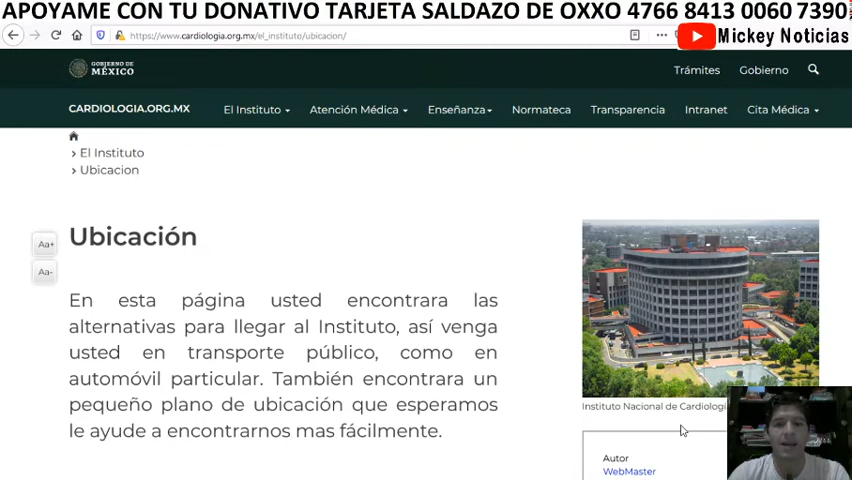 APOYAME CON TU DONATIVO TARJETA SALDAZO DE OXXO 4766 8413 0060 7390
https://www.cardiologia.org.mx/el_instituto/ubicacion/
Mickey Noticias
GOBIERNO DE
MÉXICO
Trámites
Gobierno
CARDIOLOGIA.ORG.MX
El Instituto
Atención Médica
Enseñanza
Normateca
Transparencia
Intranet
Cita Médica
> El Instituto
> Ubicacion
Aa+
Aa-
Ubicación
En esta página usted encontrara las
alternativas para llegar al Instituto, así venga
usted en transporte público, como en
automóvil particular. También encontrara un
pequeño plano de ubicación que esperamos
le ayude a encontrarnos mas fácilmente.
Instituto Nacional de Cardiologí
Autor
WebMaster